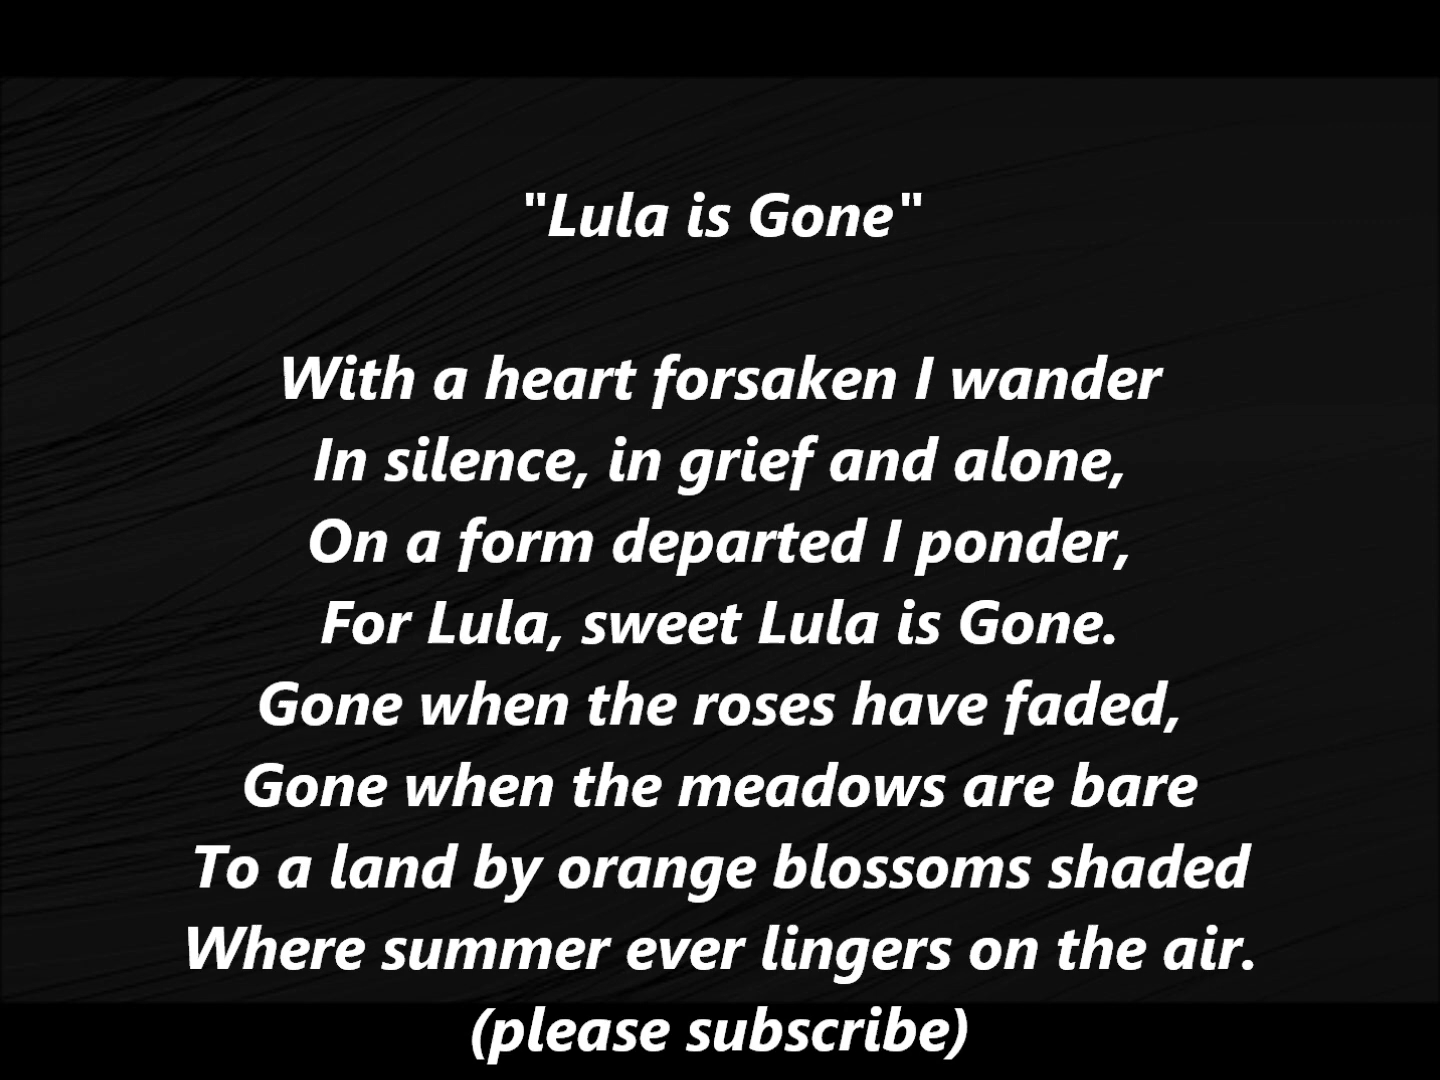 "Lula is Gone"
With a heart forsaken I wander
In silence, in grief and alone,
On a form departed I ponder,
For Lula, sweet Lula is Gone.
Gone when the roses have faded,
Gone when the meadows are bare
To a land by orange blossoms shaded
Where summer ever lingers on the air.
(please subscribe)